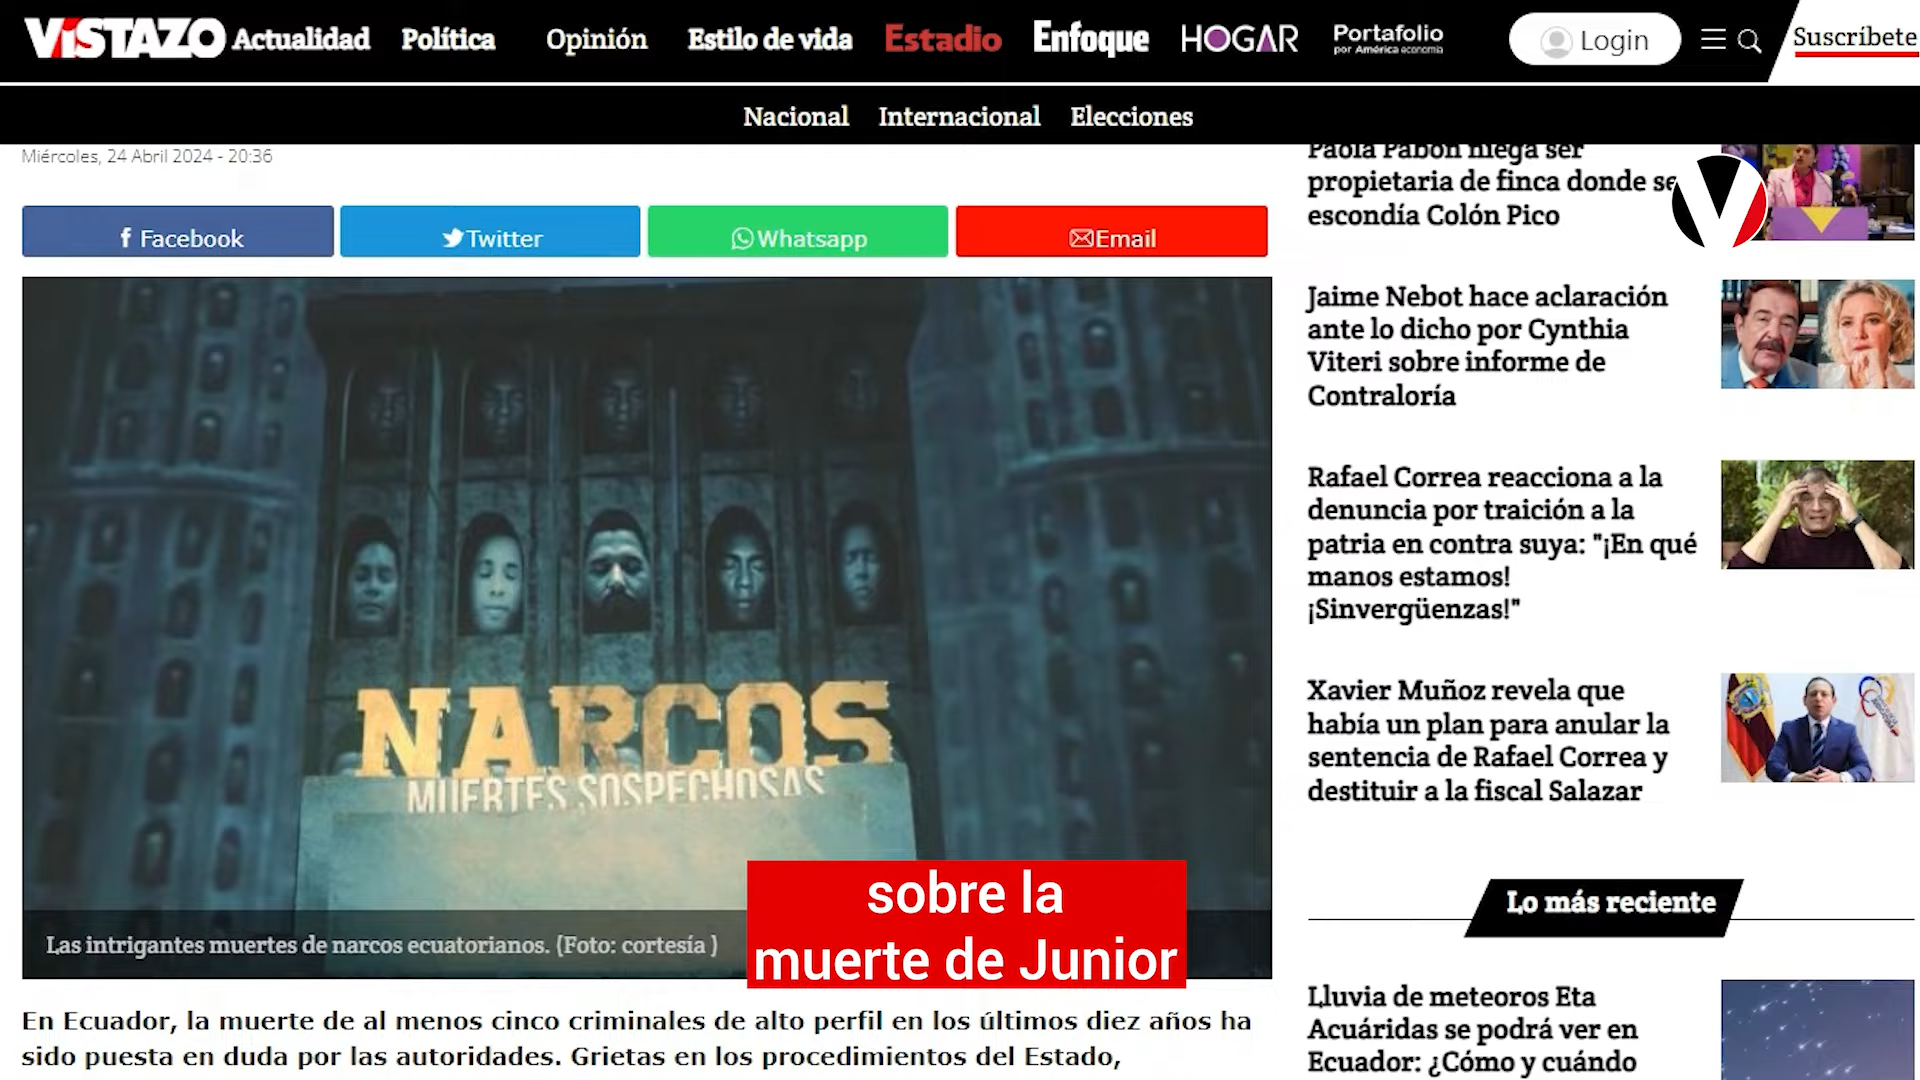 VISTAZO Actualidad Política Opinión Estilo de vida Estadio Enfoque HOGAR Portafolio
por América economía
Login
Suscríbete
Nacional Internacional Elecciones
Miércoles, 24 Abril 2024 - 20:36
Facebook Twitter Whatsapp Email
NARCOS
MUERTES SOSPECHOSAS
Las intrigantes muertes de narcos ecuatorianos. (Foto: cortesía )
sobre la
muerte de Junior
En Ecuador, la muerte de al menos cinco criminales de alto perfil en los últimos diez años ha
sido puesta en duda por las autoridades. Grietas en los procedimientos del Estado,
Paola Pabón niega ser
propietaria de finca donde se
escondía Colón Pico
V
Jaime Nebot hace aclaración
ante lo dicho por Cynthia
Viteri sobre informe de
Contraloría
Rafael Correa reacciona a la
denuncia por traición a la
patria en contra suya: "¡En qué
manos estamos!
¡Sinvergüenzas!"
Xavier Muñoz revela que
había un plan para anular la
sentencia de Rafael Correa y
destituir a la fiscal Salazar
Lo más reciente
Lluvia de meteoros Eta
Acuáridas se podrá ver en
Ecuador: ¿Cómo y cuándo